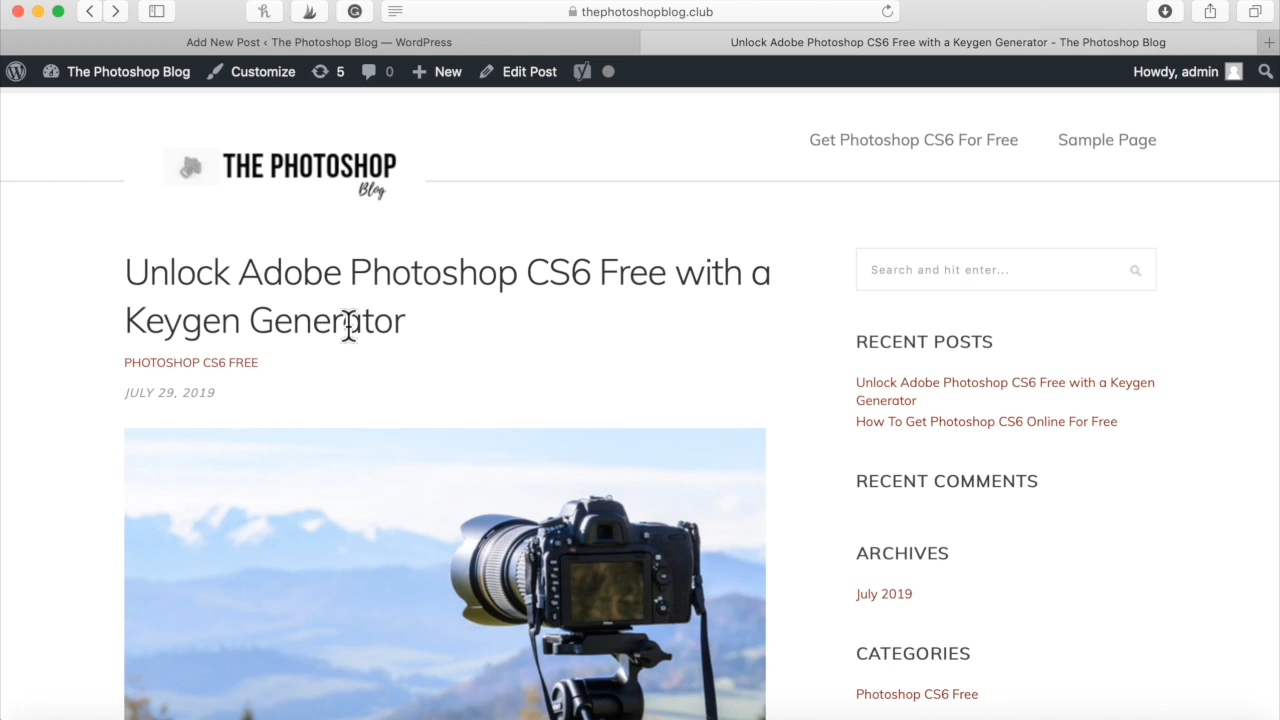 thephotoshopblog.club
Add New Post ‹ The Photoshop Blog — WordPress
Unlock Adobe Photoshop CS6 Free with a Keygen Generator - The Photoshop Blog
The Photoshop Blog
Customize
5
0
New
Edit Post
Howdy, admin
Get Photoshop CS6 For Free
Sample Page
THE PHOTOSHOP
Blog
Unlock Adobe Photoshop CS6 Free with a
Keygen Generator
PHOTOSHOP CS6 FREE
JULY 29, 2019
Search and hit enter...
RECENT POSTS
Unlock Adobe Photoshop CS6 Free with a Keygen
Generator
How To Get Photoshop CS6 Online For Free
RECENT COMMENTS
ARCHIVES
July 2019
CATEGORIES
Photoshop CS6 Free